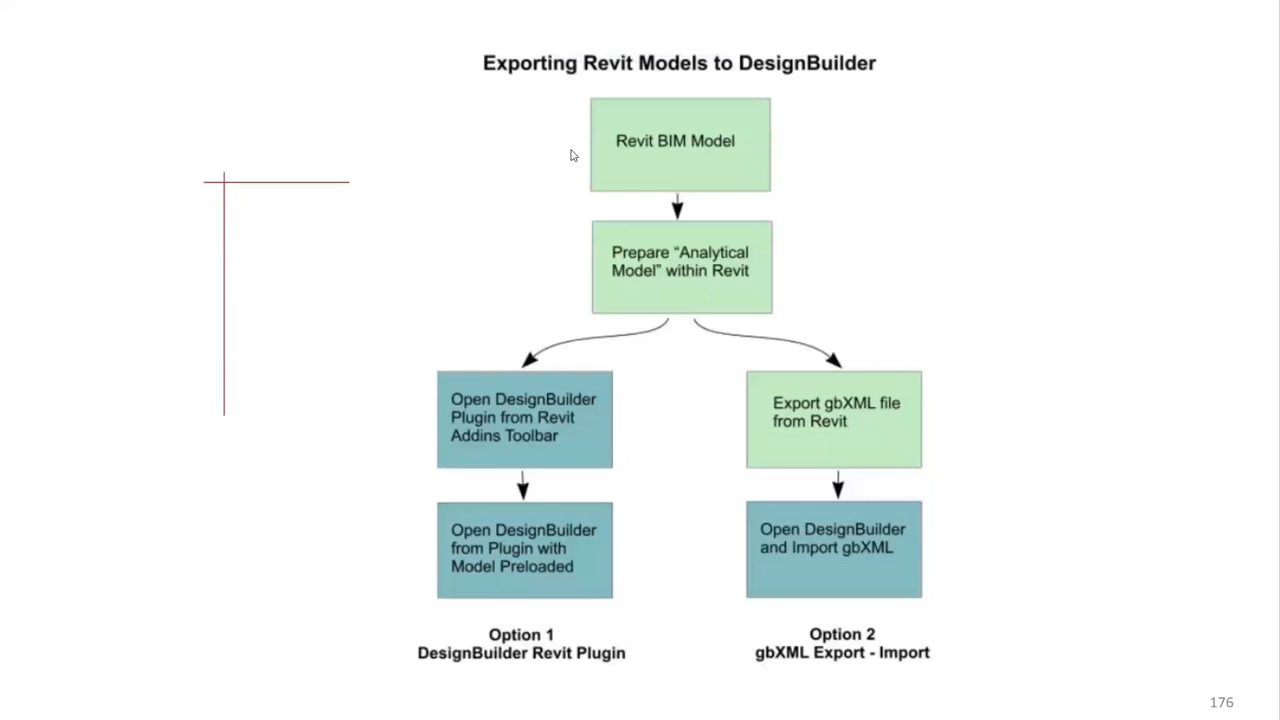 Exporting Revit Models to DesignBuilder
Revit BIM Model
Prepare “Analytical
Model” within Revit
Open DesignBuilder
Plugin from Revit
Addins Toolbar
Export gbXML file
from Revit
Open DesignBuilder
from Plugin with
Model Preloaded
Open DesignBuilder
and Import gbXML
Option 1
DesignBuilder Revit Plugin
Option 2
gbXML Export - Import
176